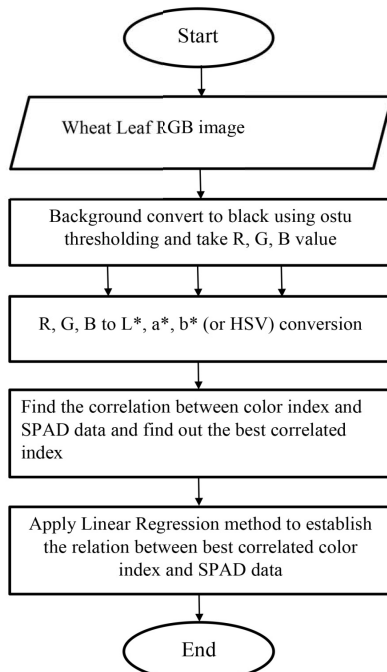 Start
Wheat Leaf RGB image
Background convert to black using ostu
thresholding and take R, G, B value
R, G, B to L*, a*, b* (or HSV) conversion
Find the correlation between color index and
SPAD data and find out the best correlated
index
Apply Linear Regression method to establish
the relation between best correlated color
index and SPAD data
End